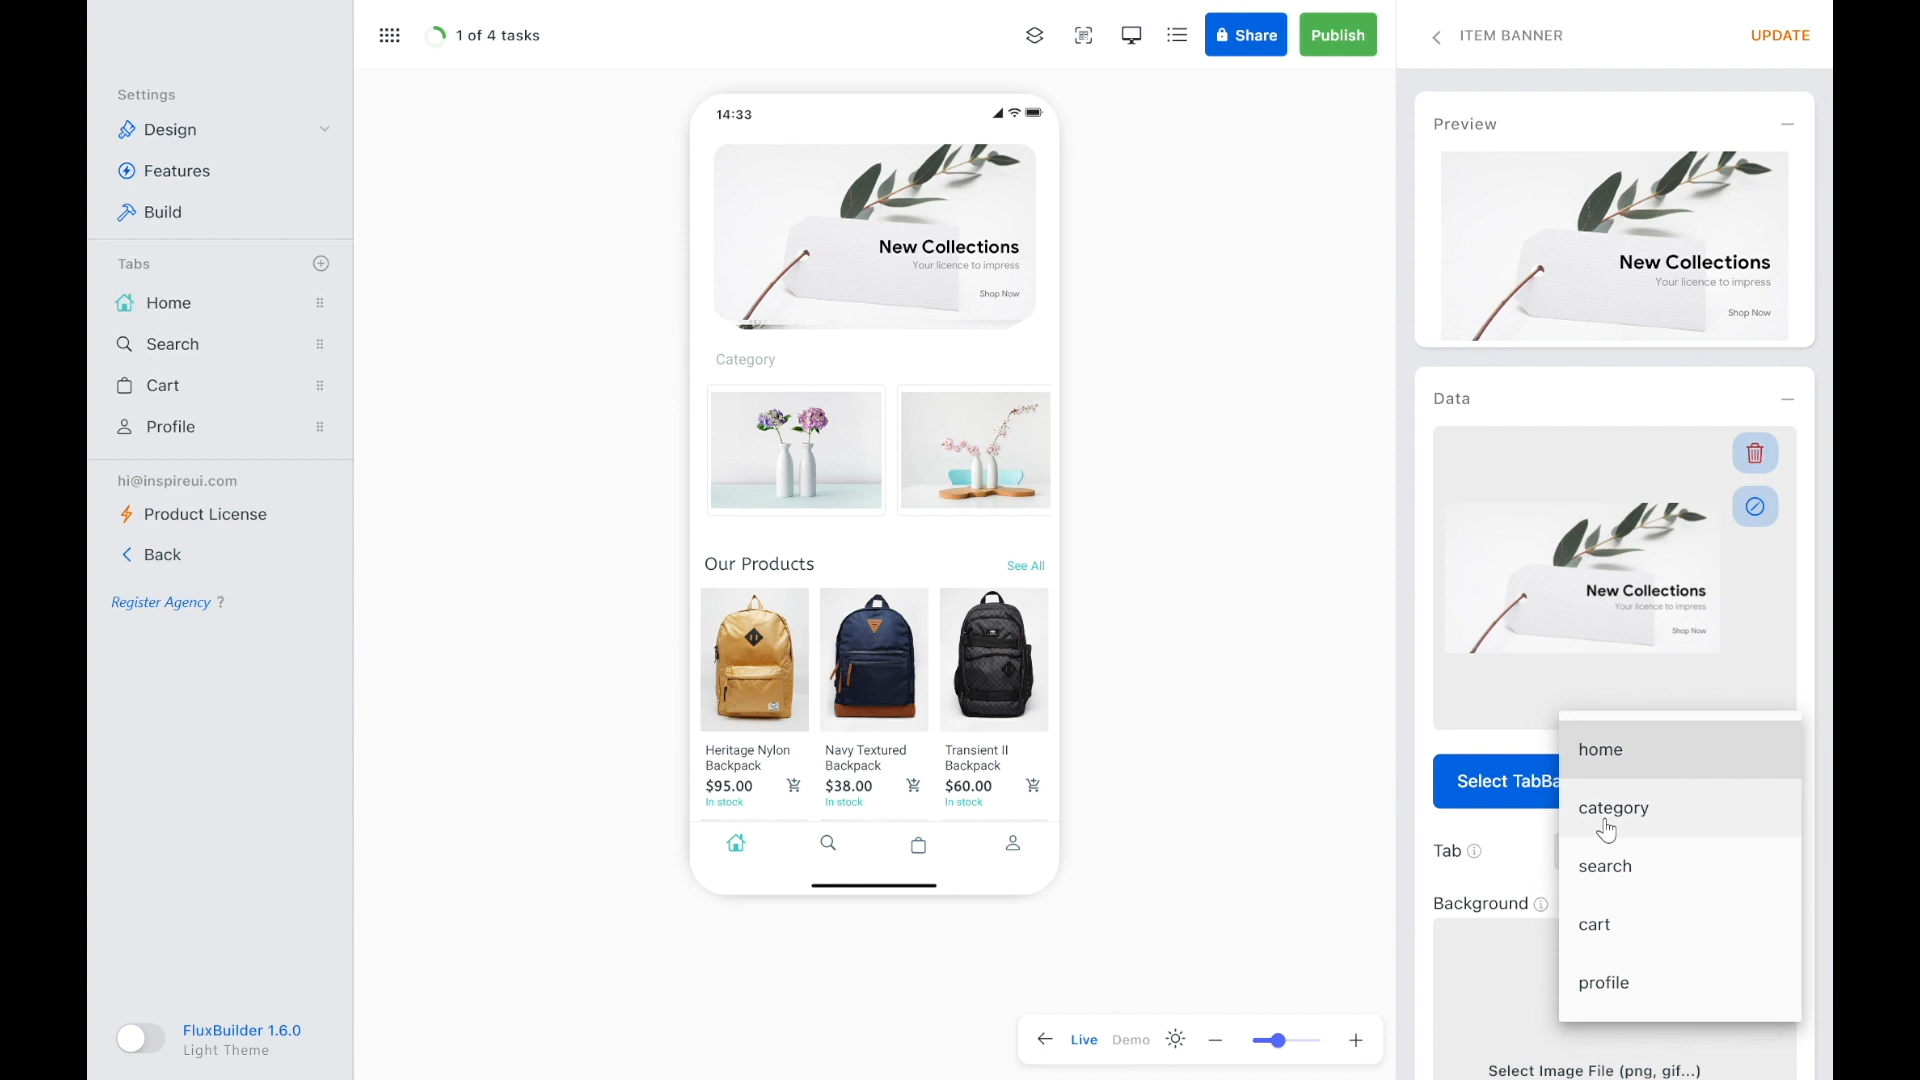 Settings
Design
Features
Build
Tabs
Home
Search
Cart
Profile
hi@inspireui.com
Product License
Back
Register Agency ?
FluxBuilder 1.6.0
Light Theme
1 of 4 tasks
Share
Publish
14:33
New Collections
Your licence to impress
Shop Now
Category
Our Products
See All
Heritage Nylon
Backpack
$95.00
In stock
Navy Textured
Backpack
$38.00
In stock
Transient II
Backpack
$60.00
In stock
Live
Demo
ITEM BANNER
UPDATE
Preview
New Collections
Your licence to impress
Shop Now
Data
New Collections
Your licence to impress
Shop Now
Select TabBa
Tab
Background
home
category
search
cart
profile
Select Image File (png, gif...)